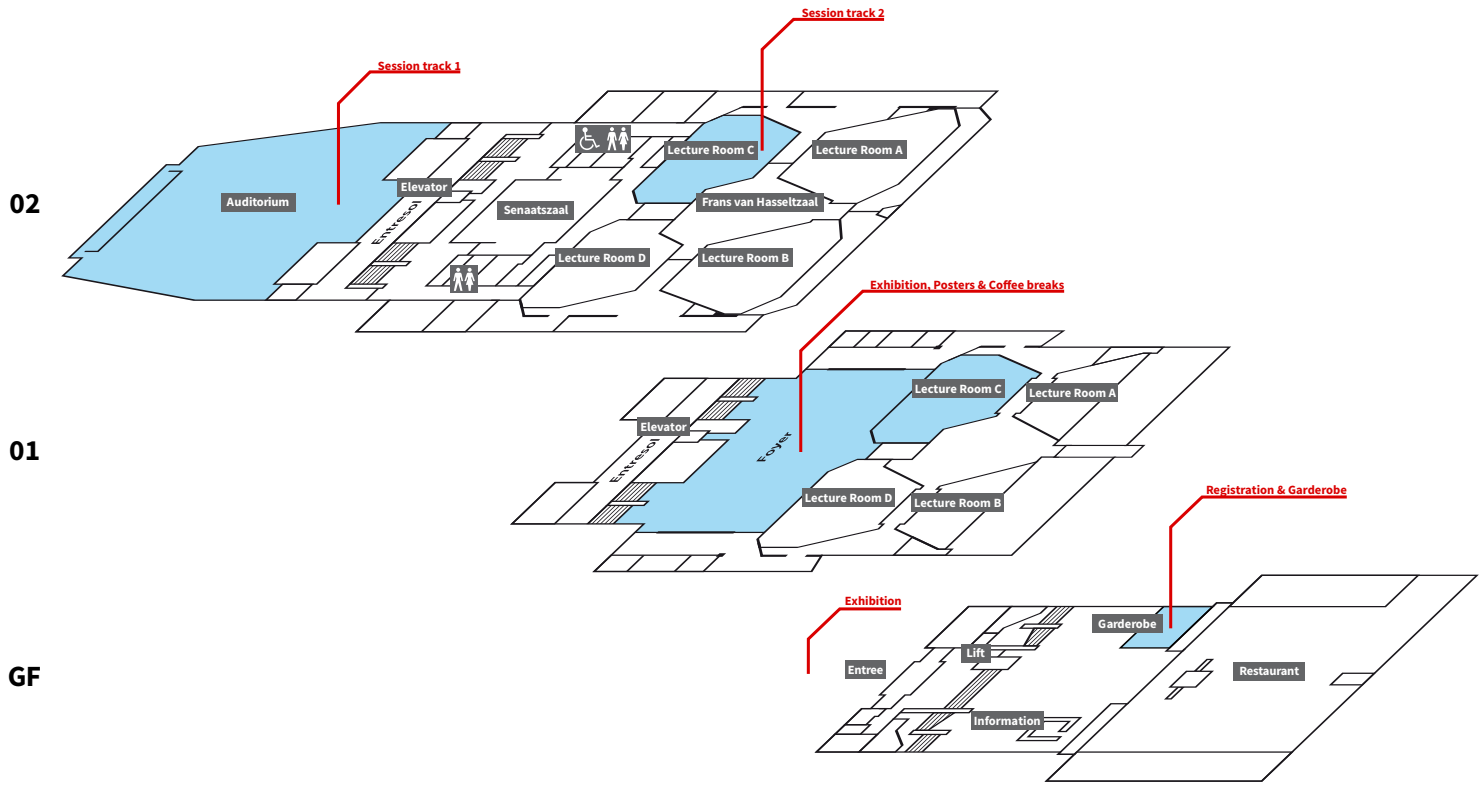 Session track 2
Session track 1
Lecture Room C
Lecture Room A
Elevator
02
Auditorium
Senaatszaal
Frans van Hasseltzaal
Entresol
Lecture Room D
Lecture Room B
Exhibition, Posters & Coffee breaks
Lecture Room C
Lecture Room A
Elevator
01
Foyer
Entresol
Lecture Room D
Lecture Room B
Registration & Garderobe
Exhibition
Garderobe
Lift
GF
Entree
Restaurant
Information